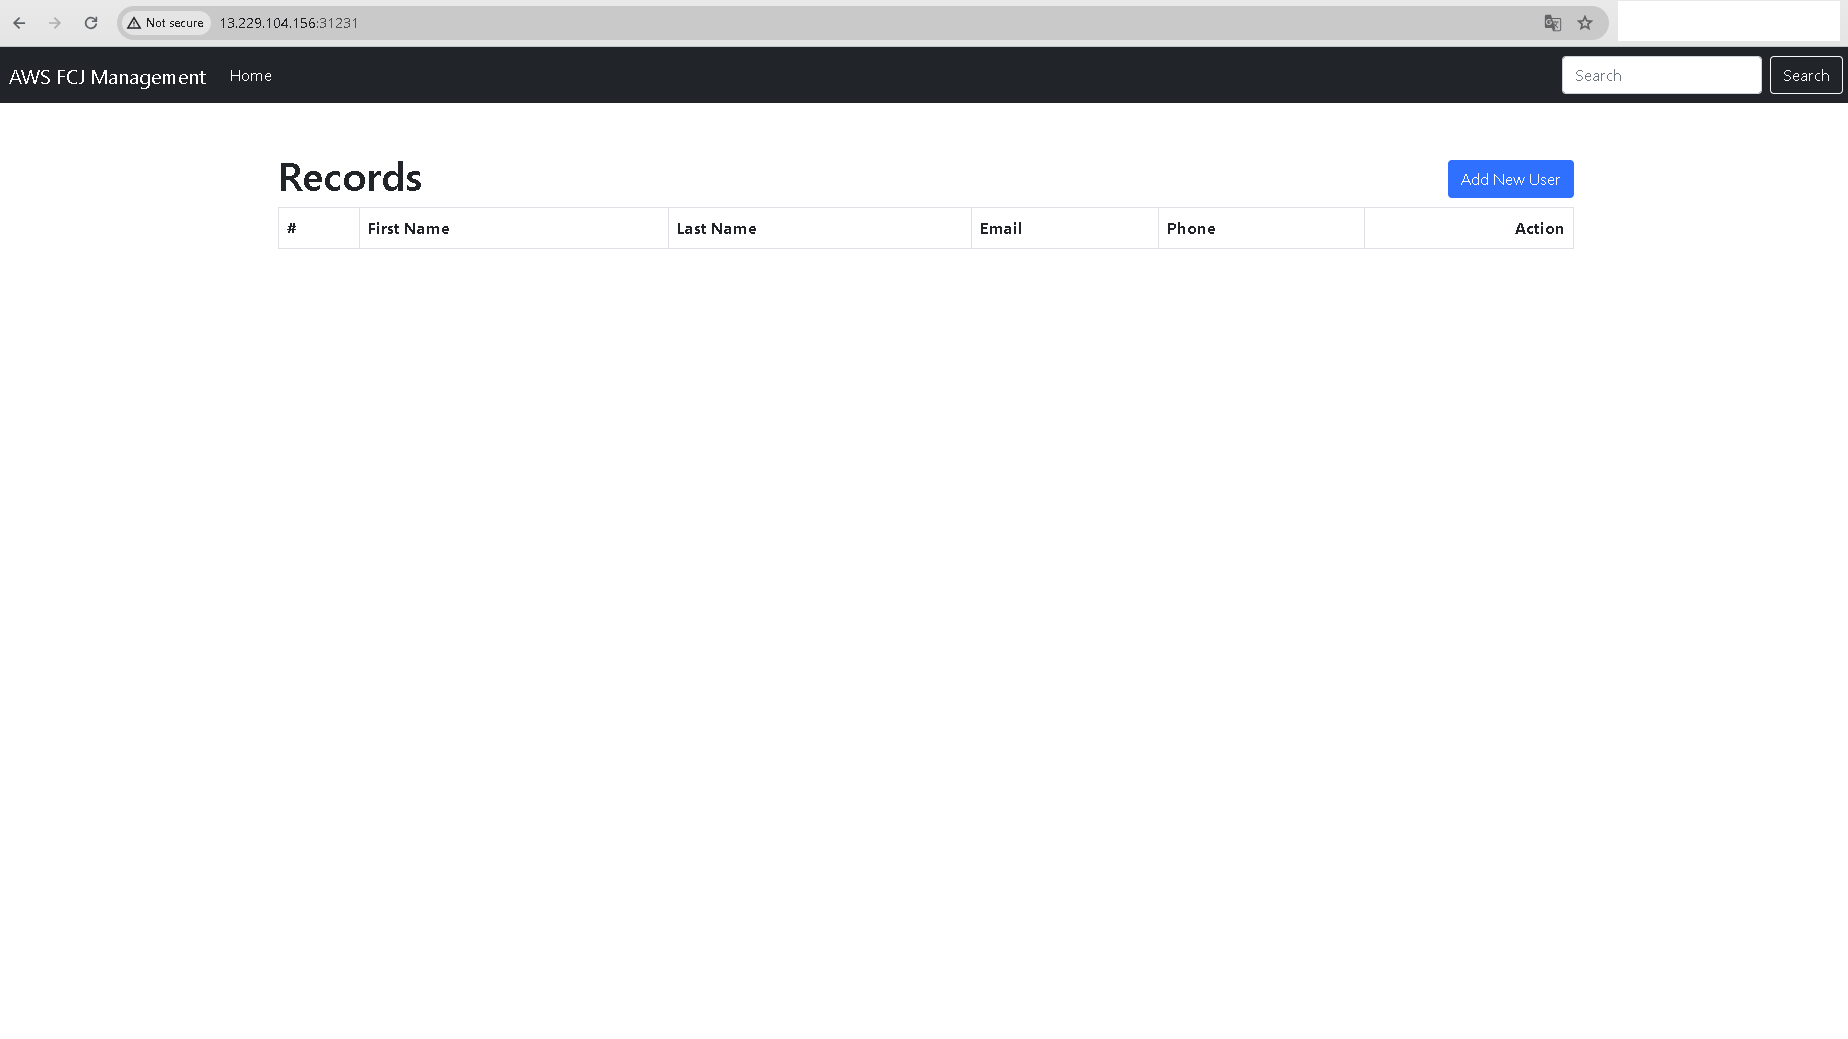 Not secure 13.229.104.156:31231
AWS FCJ Management Home Search Search
Records Add New User
# First Name Last Name Email Phone Action